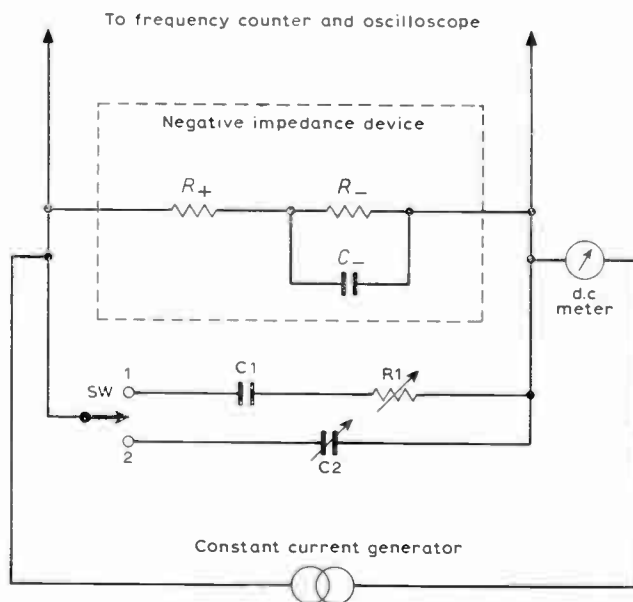 To frequency counter and oscilloscope
Negative impedance device
R+
R−
C−
d.c
meter
1
C1
R1
SW
2
C2
Constant current generator